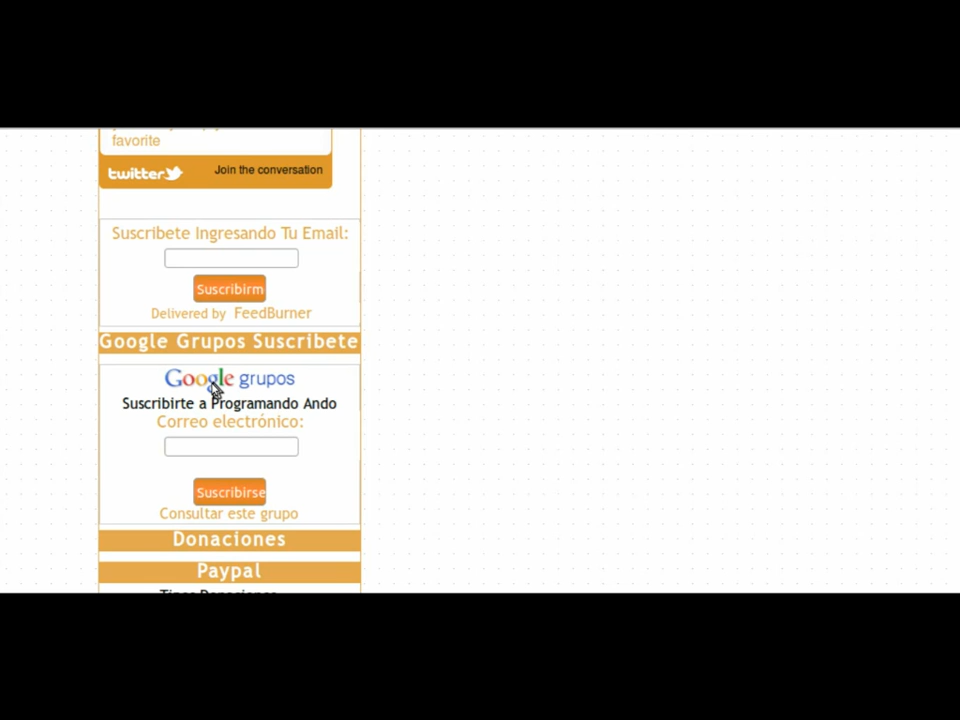 favorite
twitter
Join the conversation
Suscribete Ingresando Tu Email:
Suscribirm
Delivered by FeedBurner
Google Grupos Suscribete
Google grupos
Suscribirte a Programando Ando
Correo electrónico:
Suscribirse
Consultar este grupo
Donaciones
Paypal